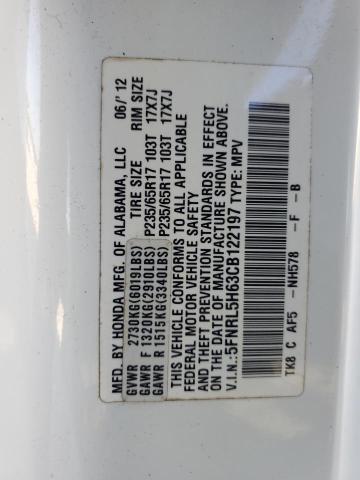 MFD. BY HONDA MFG. OF ALABAMA, LLC 06/'12
TIRE SIZE RIM SIZE
GVWR 2730KG(6019LBS)
GAWR F 1320KG(2910LBS) P235/65R17 103T 17X7J
GAWR R 1515KG(3340LBS) P235/65R17 103T 17X7J
THIS VEHICLE CONFORMS TO ALL APPLICABLE
FEDERAL MOTOR VEHICLE SAFETY
AND THEFT PREVENTION STANDARDS IN EFFECT
ON THE DATE OF MANUFACTURE SHOWN ABOVE.
V.I.N.: 5FNRL5H63CB122197 TYPE: MPV
TK8 C AF5 -NH578 -F -B